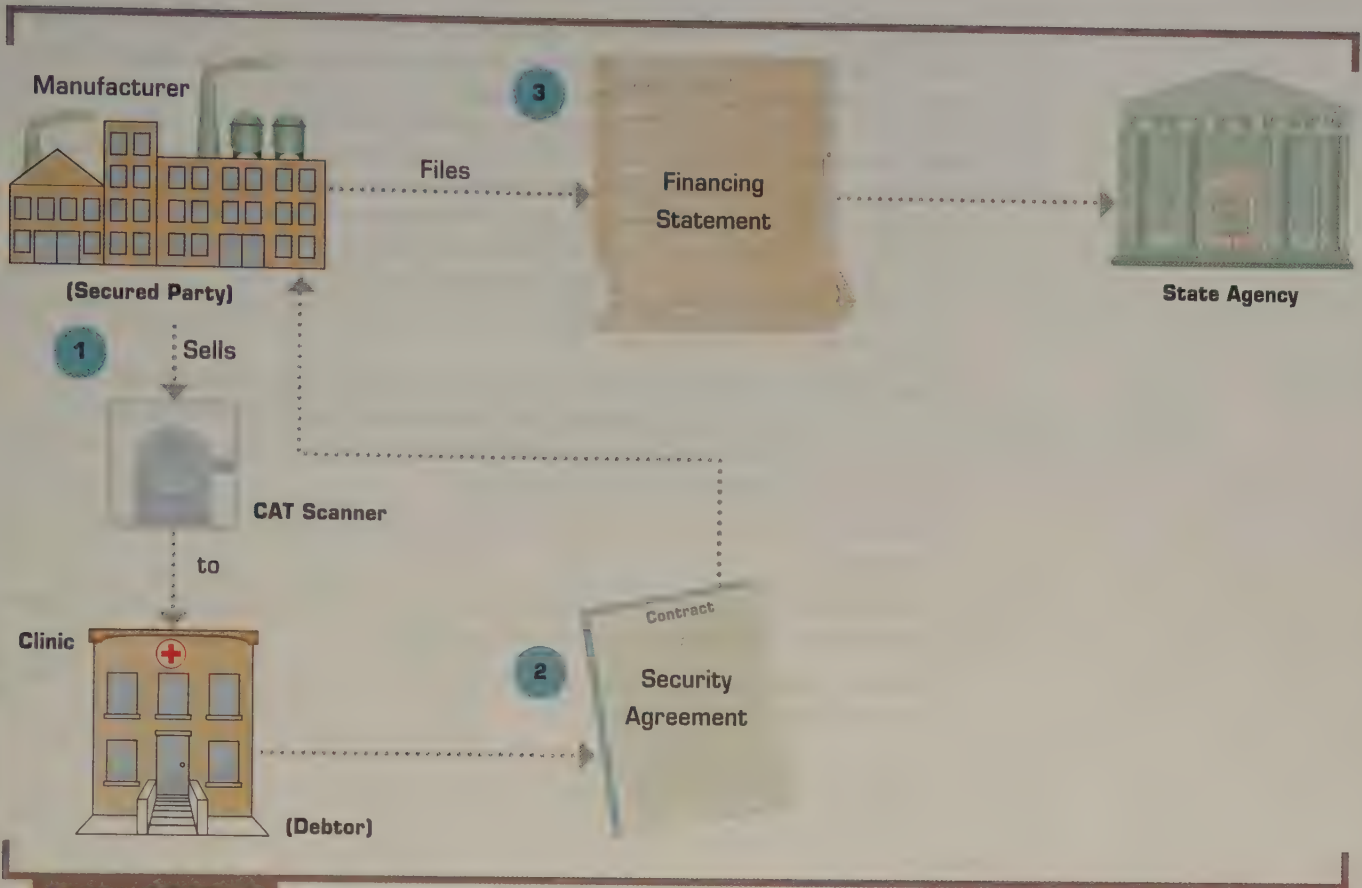 Manufacturer
3
Files
Financing
Statement
(Secured Party)
State Agency
1
Sells
CAT Scanner
to
Clinic
Contract
2
Security
Agreement
(Debtor)